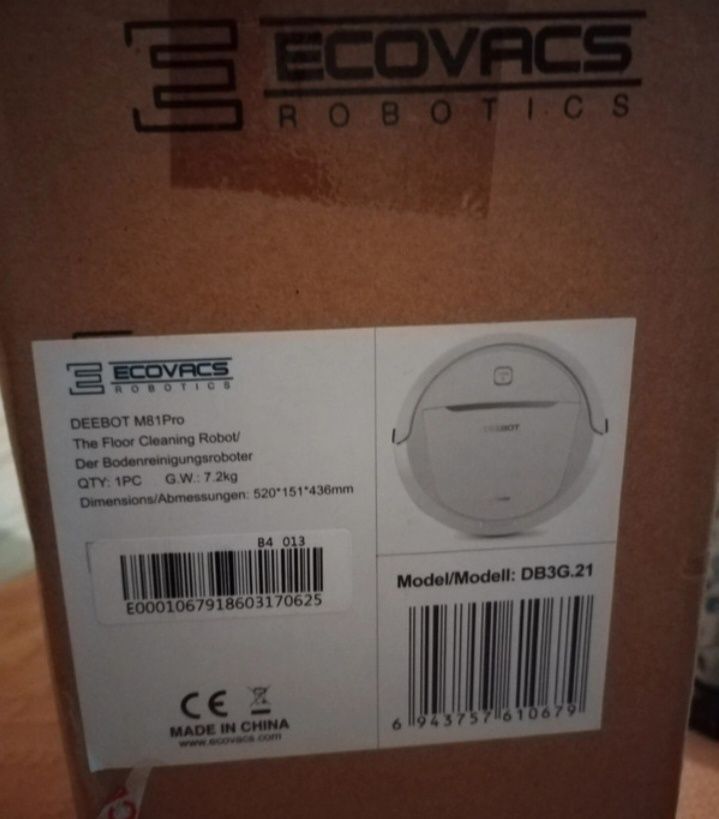 ECOVACS
ROBOTICS
ECOVACS
ROBOTICS
DEEBOT M81Pro
The Floor Cleaning Robot/
Der Bodenreinigungsroboter
QTY: 1PC G.W.: 7.2kg
Dimensions/Abmessungen: 520*151*436mm
B4 013
E0001067918603170625
CE
MADE IN CHINA
www.ecovacs.com
DEEBOT
Model/Modell: DB3G.21
6 943757 610679